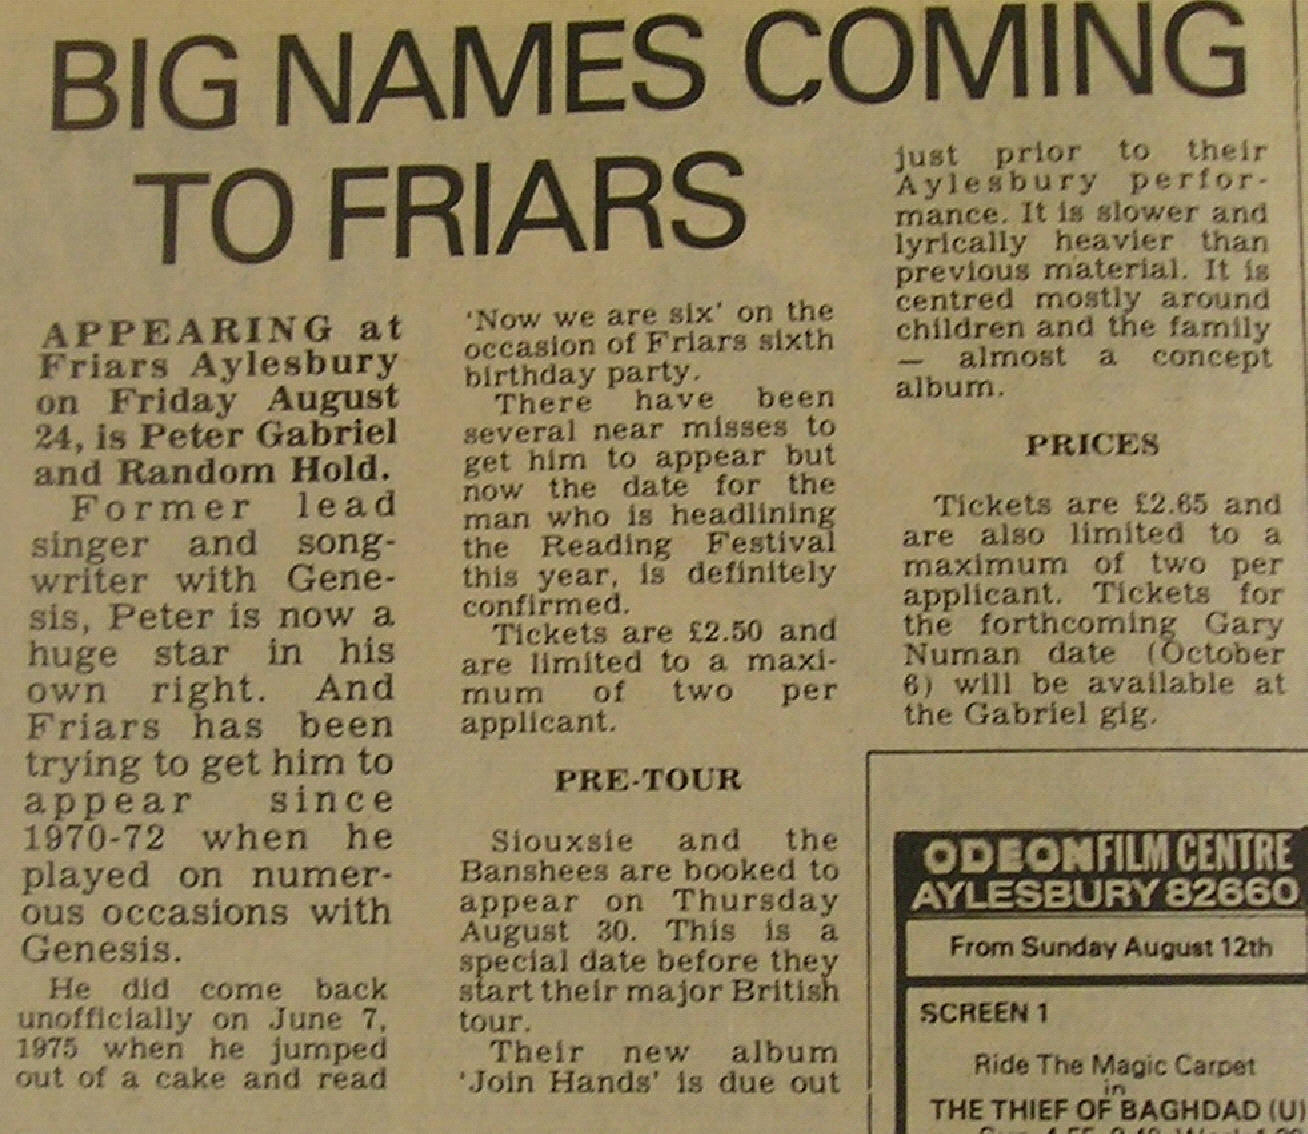 BIG NAMES COMING
TO FRIARS
APPEARING at
Friars Aylesbury
on Friday August
24, is Peter Gabriel
and Random Hold.
Former lead
singer and song-
writer with Gene-
sis, Peter is now a
huge star in his
own right. And
Friars has been
trying to get him to
appear since
1970-72 when he
played on numer-
ous occasions with
Genesis.
He did come back
unofficially on June 7,
1975 when he jumped
out of a cake and read
'Now we are six' on the
occasion of Friars sixth
birthday party.
There have been
several near misses to
get him to appear but
now the date for the
man who is headlining
the Reading Festival
this year, is definitely
confirmed.
Tickets are £2.50 and
are limited to a maxi-
mum of two per
applicant.
PRE-TOUR
Siouxsie and the
Banshees are booked to
appear on Thursday
August 30. This is a
special date before they
start their major British
tour.
Their new album
'Join Hands' is due out
just prior to their
Aylesbury perfor-
mance. It is slower and
lyrically heavier than
previous material. It is
centred mostly around
children and the family
— almost a concept
album.
PRICES
Tickets are £2.65 and
are also limited to a
maximum of two per
applicant. Tickets for
the forthcoming Gary
Numan date (October
6) will be available at
the Gabriel gig.
ODEON FILM CENTRE
AYLESBURY 82660
From Sunday August 12th
SCREEN 1
Ride The Magic Carpet
in
THE THIEF OF BAGHDAD (U)